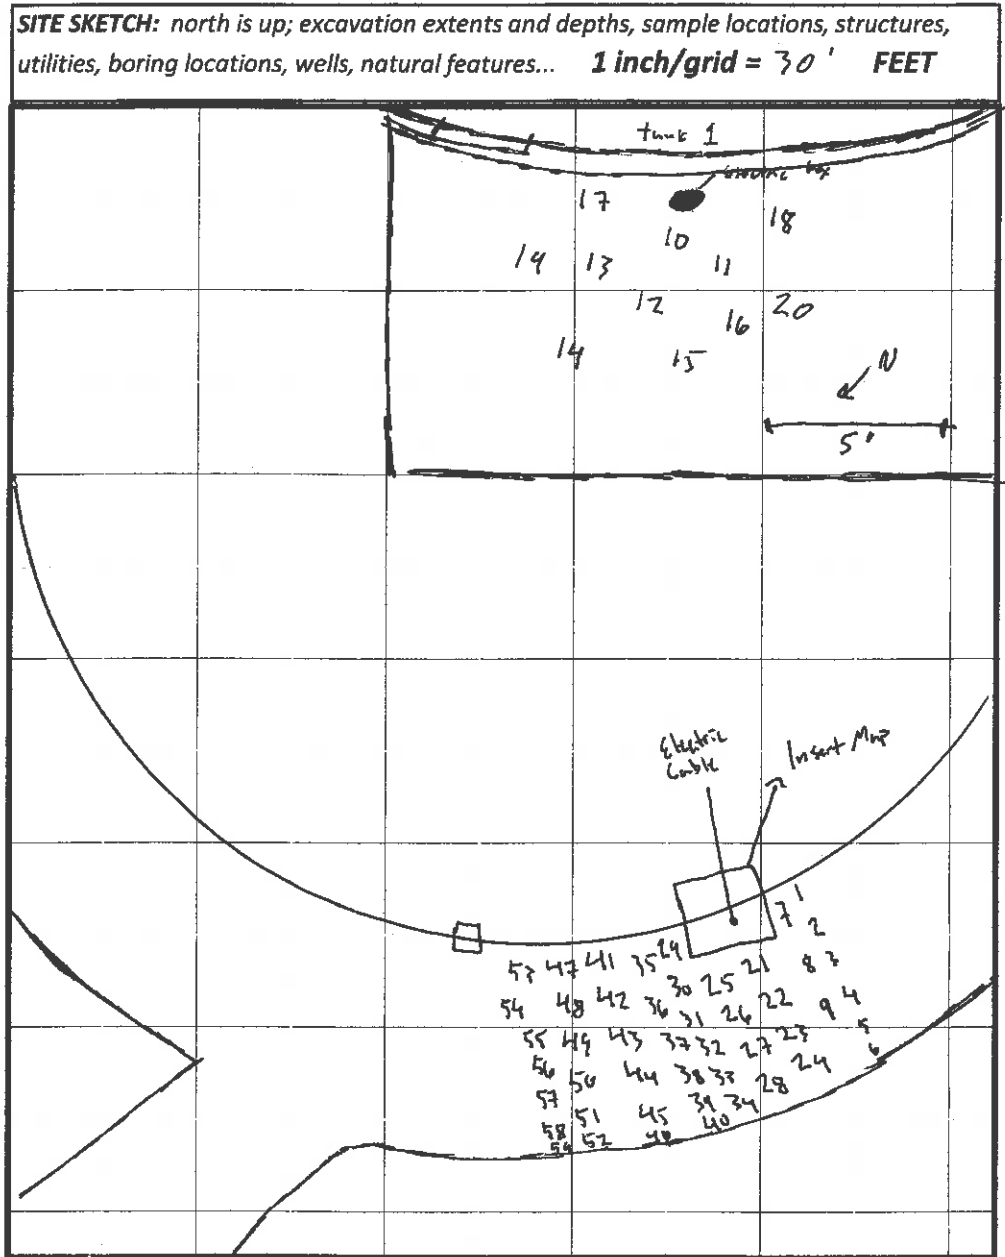 SITE SKETCH: north is up; excavation extents and depths, sample locations, structures,
utilities, boring locations, wells, natural features... 1 inch/grid = 30' FEET
tank 1
Electric box
17
18
10
14 13 11
12 16 20
14 15
N
5'
Electric
Cable
Insert Map
1
7
2
53 47 41 35 29 21 8 3
30 25
54 48 42 36 31 26 22 9 4
55 49 43 37 32 27 23 5
56 50 44 38 33 28 24 6
57 51 45 39 34
58 52 46 40
59